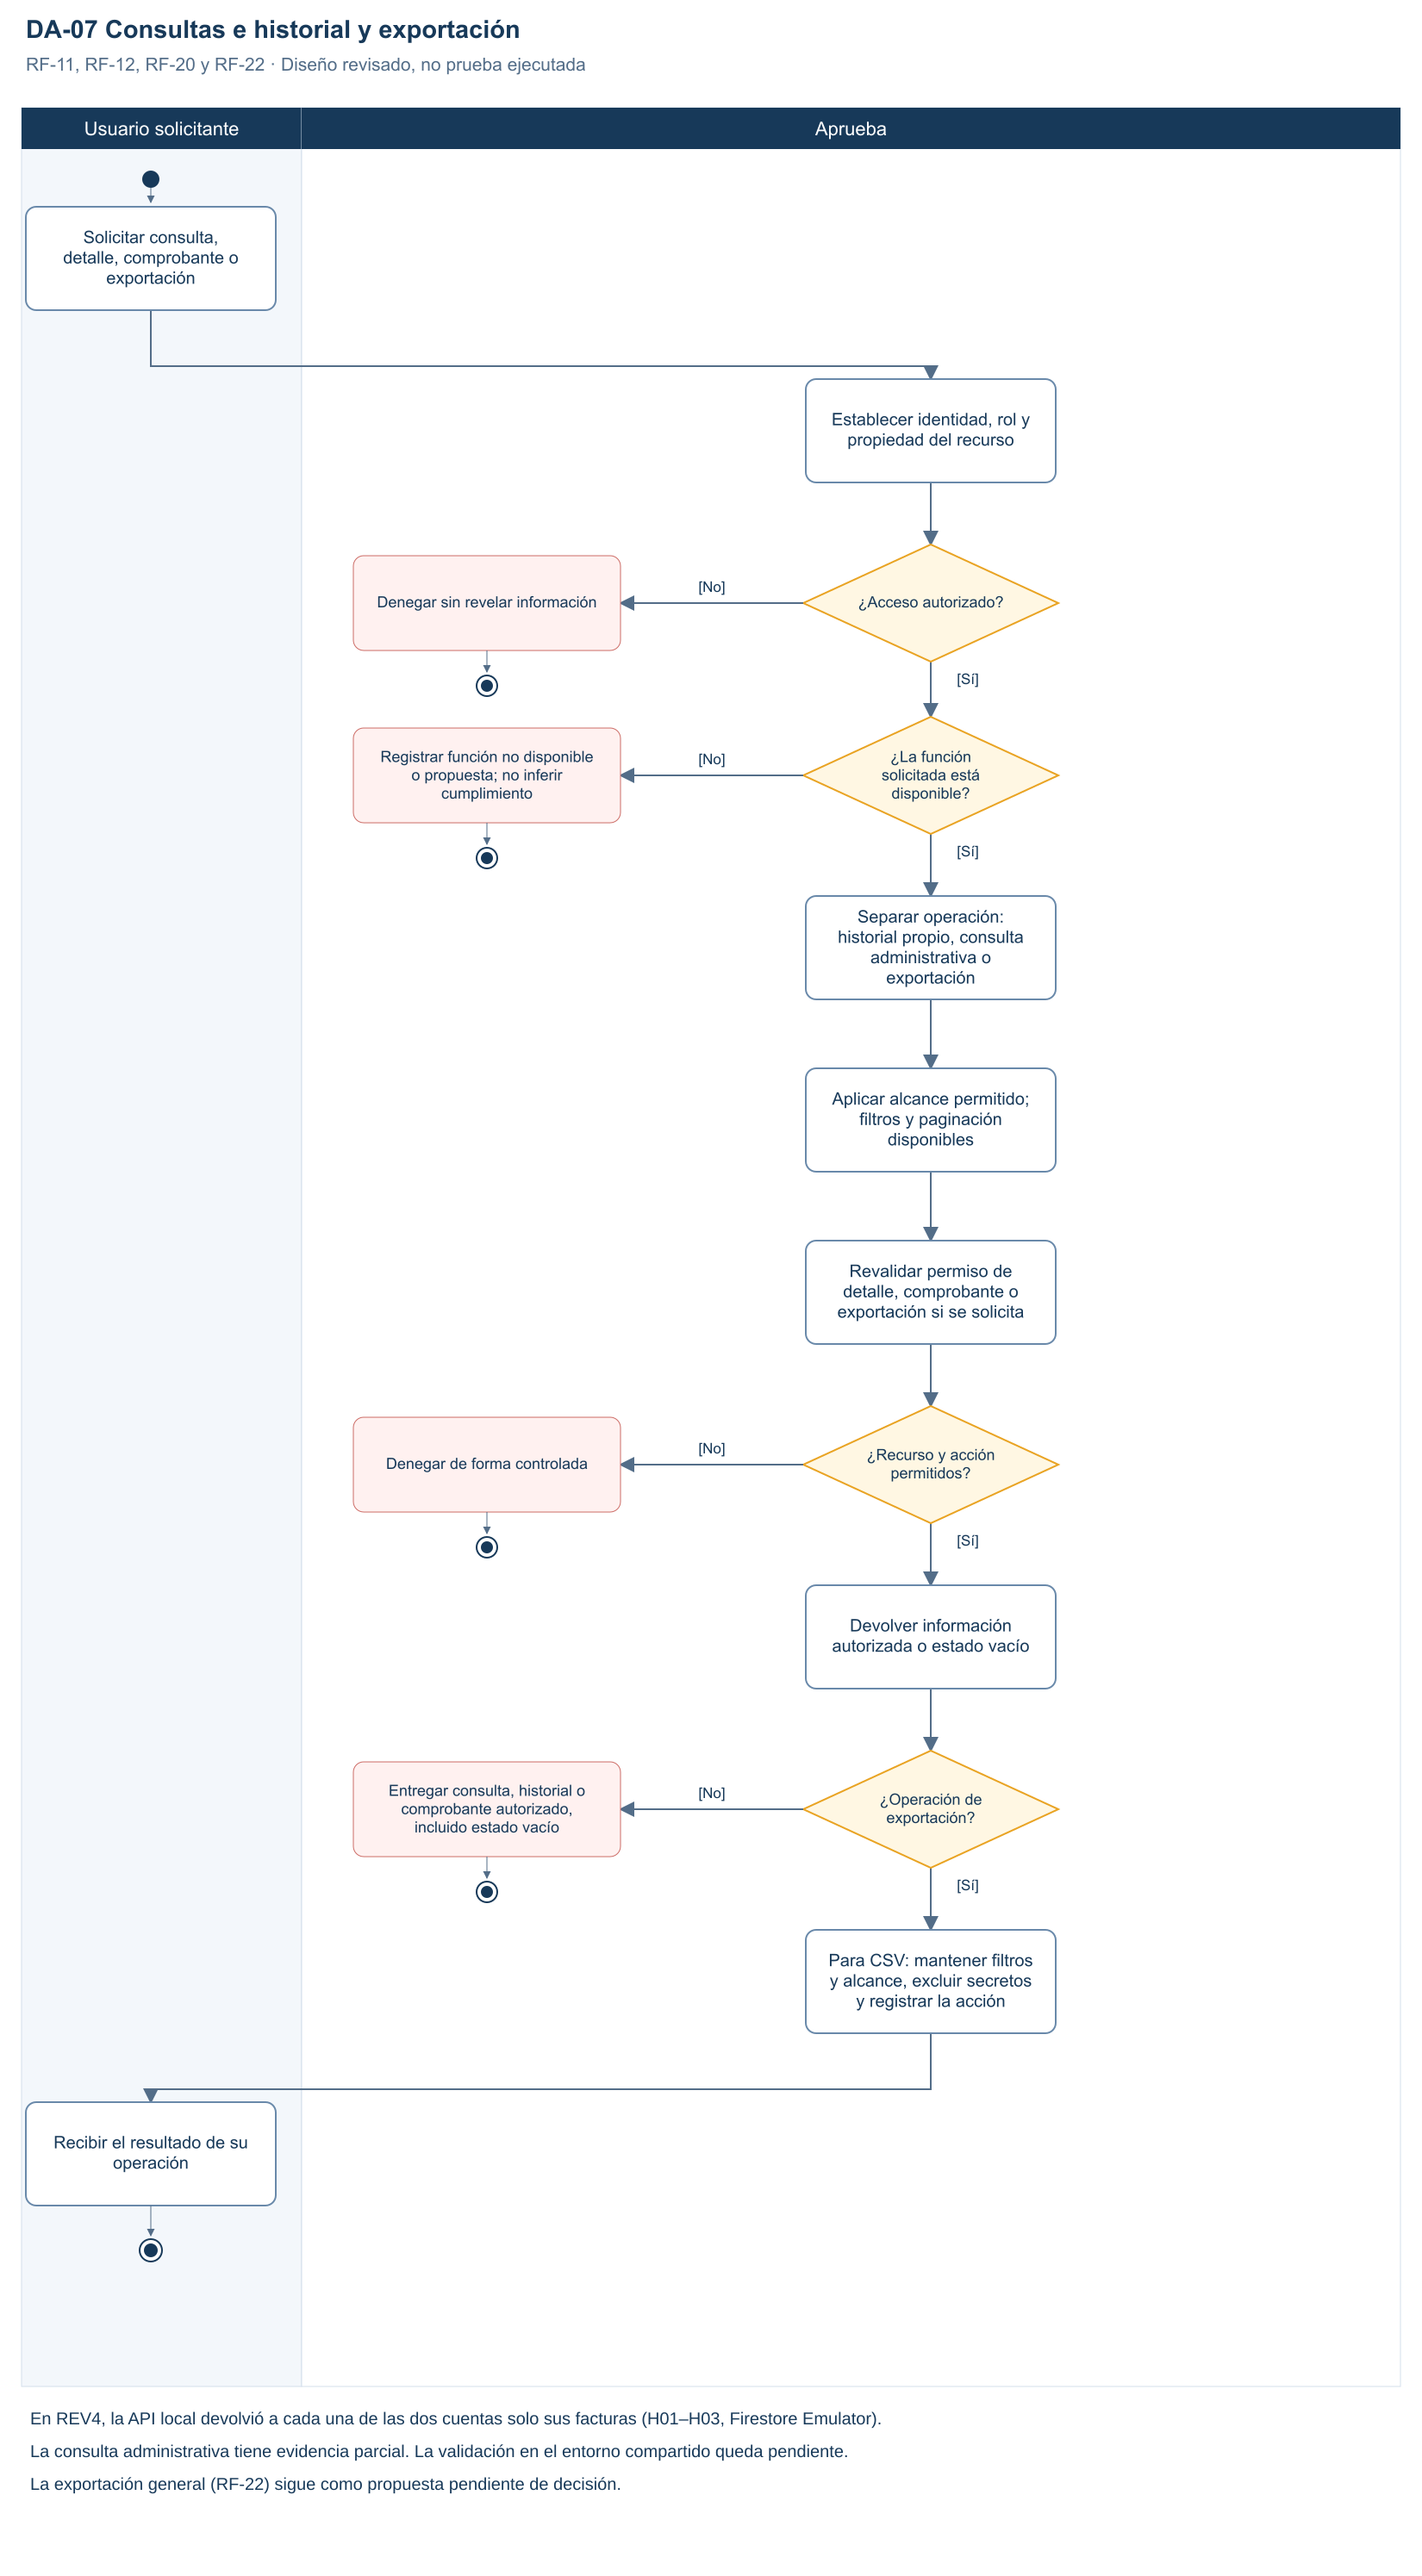 DA-07 Consultas e historial y exportación
RF-11, RF-12, RF-20 y RF-22 · Diseño revisado, no prueba ejecutada
Usuario solicitante
Aprueba
Solicitar consulta,
detalle, comprobante o
exportación
Establecer identidad, rol y
propiedad del recurso
¿Acceso autorizado?
[No]
Denegar sin revelar información
[Sí]
¿La función
solicitada está
disponible?
[No]
Registrar función no disponible
o propuesta; no inferir
cumplimiento
[Sí]
Separar operación:
historial propio, consulta
administrativa o
exportación
Aplicar alcance permitido;
filtros y paginación
disponibles
Revalidar permiso de
detalle, comprobante o
exportación si se solicita
¿Recurso y acción
permitidos?
[No]
Denegar de forma controlada
[Sí]
Devolver información
autorizada o estado vacío
¿Operación de
exportación?
[No]
Entregar consulta, historial o
comprobante autorizado,
incluido estado vacío
[Sí]
Para CSV: mantener filtros
y alcance, excluir secretos
y registrar la acción
Recibir el resultado de su
operación
En REV4, la API local devolvió a cada una de las dos cuentas solo sus facturas (H01–H03, Firestore Emulator).
La consulta administrativa tiene evidencia parcial. La validación en el entorno compartido queda pendiente.
La exportación general (RF-22) sigue como propuesta pendiente de decisión.